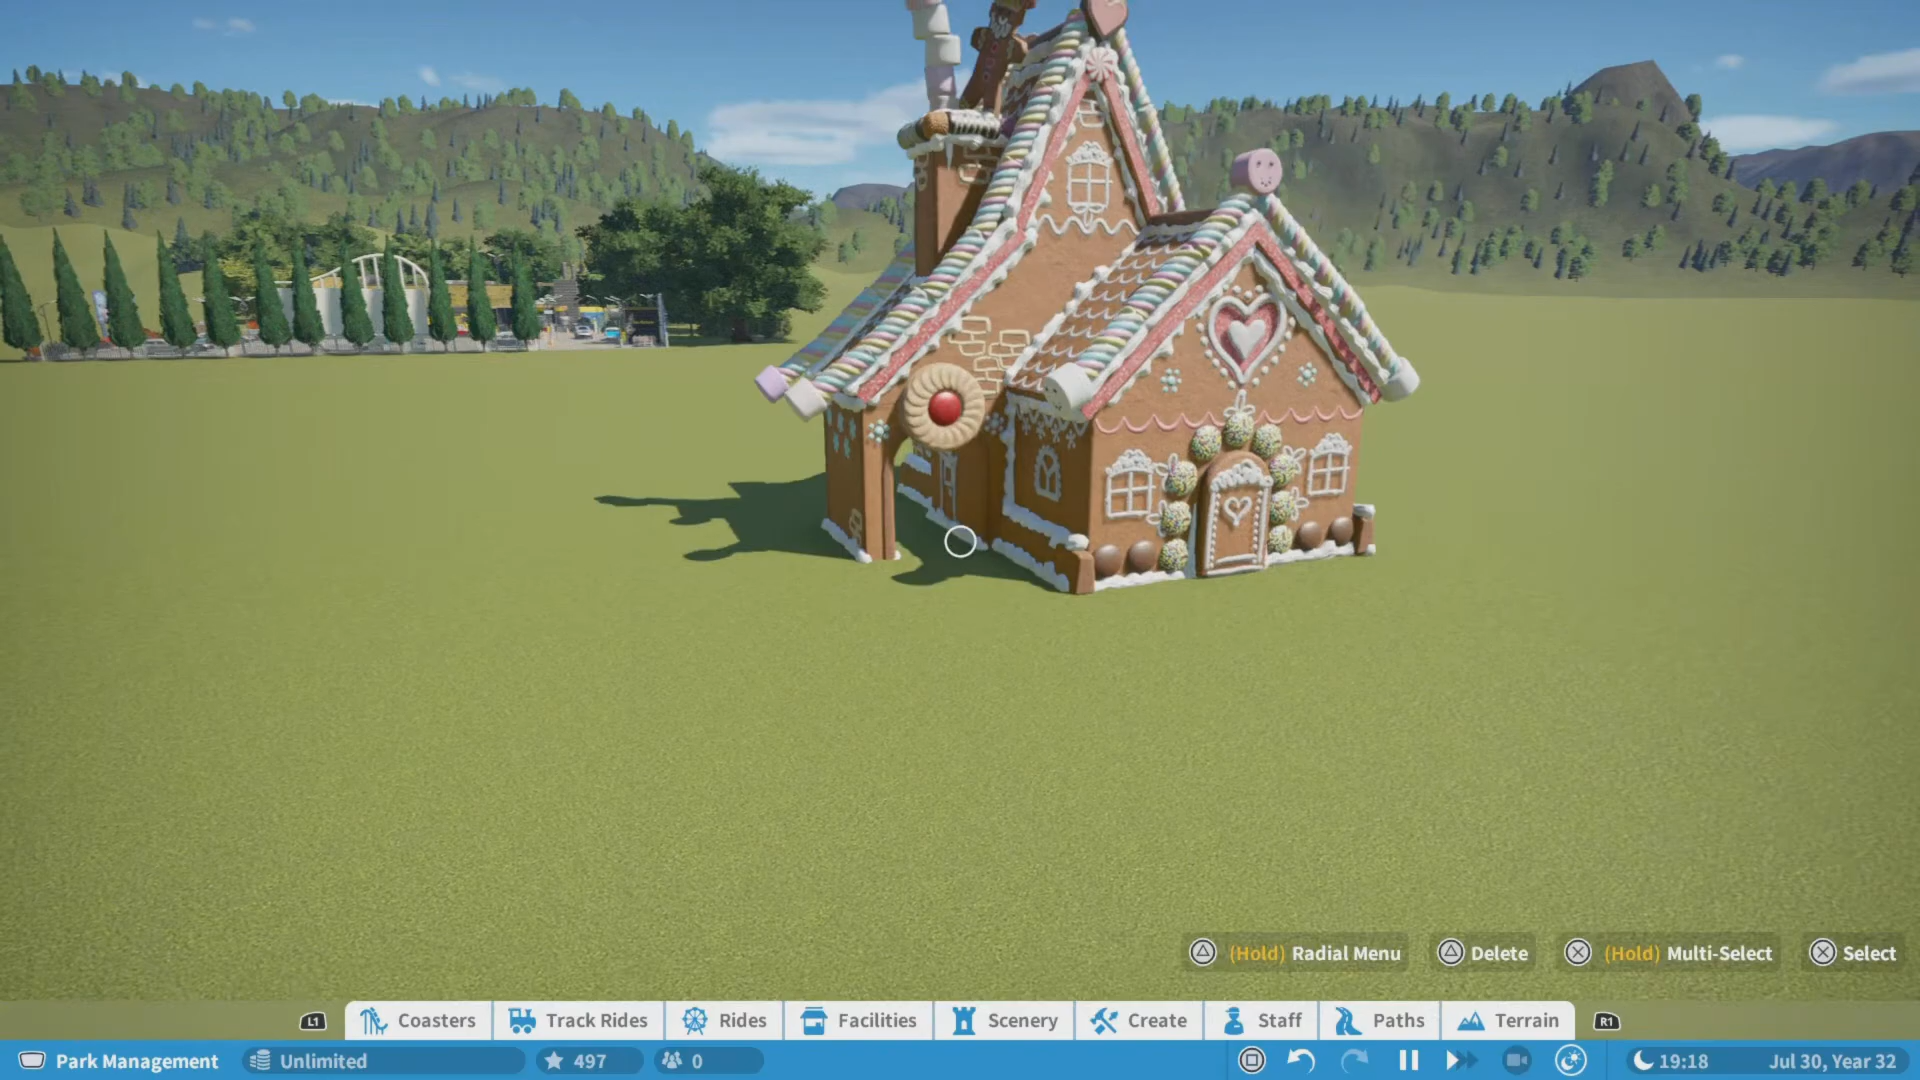 (Hold) Radial Menu Delete (Hold) Multi-Select Select
L1 Coasters Track Rides Rides Facilities Scenery Create Staff Paths Terrain R1
Park Management Unlimited 497 0 19:18 Jul 30, Year 32